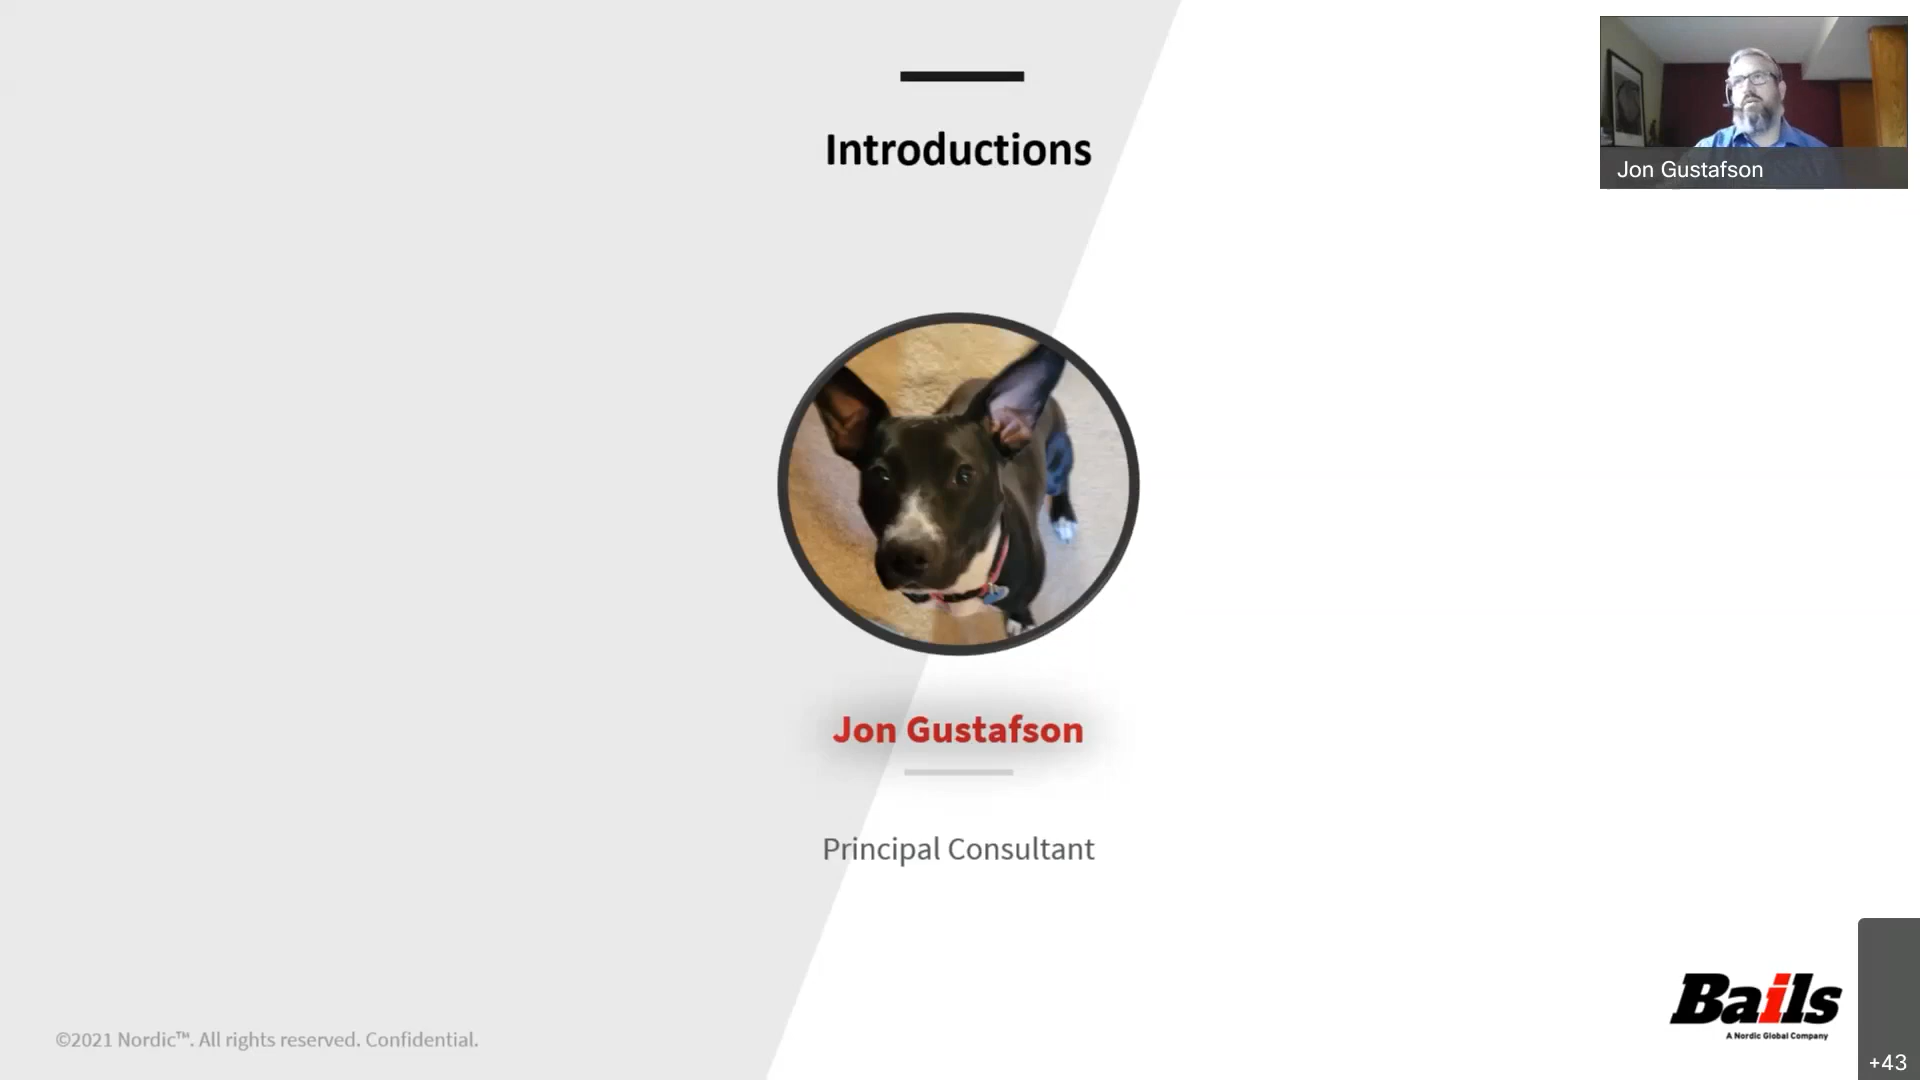 Introductions
Jon Gustafson
Jon Gustafson
Principal Consultant
Bails
A Nordic Global Company
©2021 Nordic™. All rights reserved. Confidential.
+43